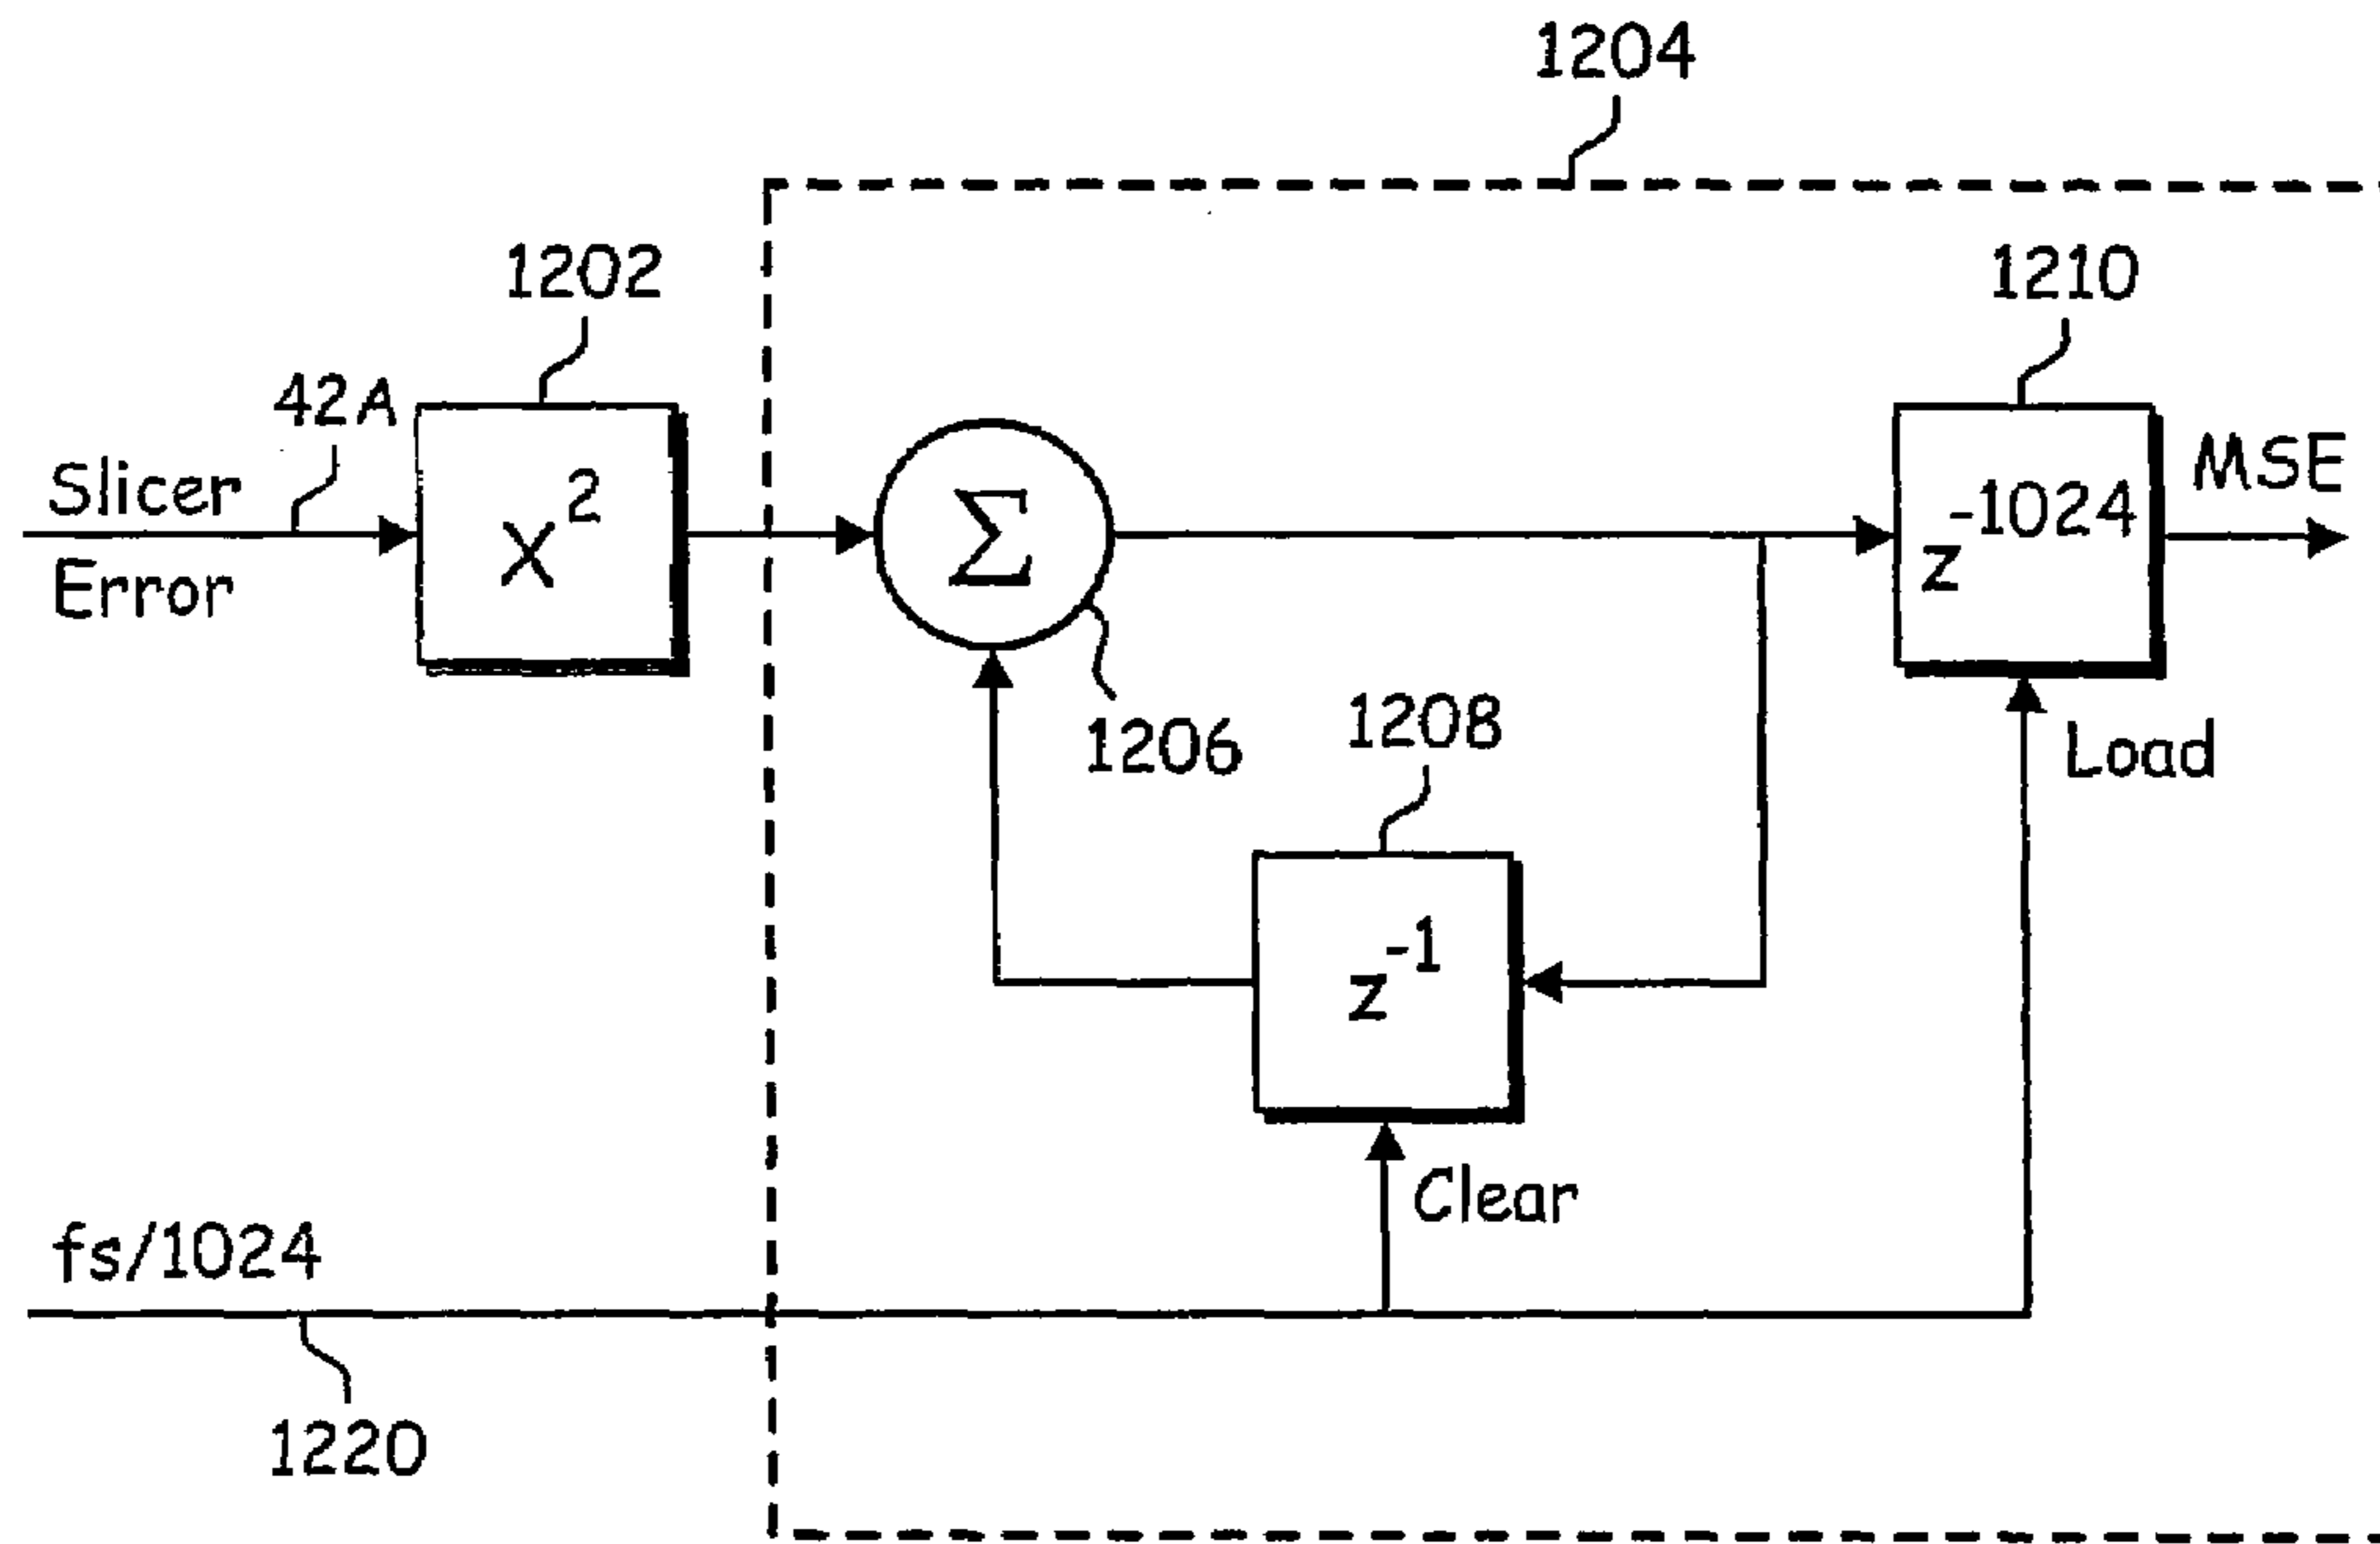 1204
1202
1210
42A
Slicer
Error
x²
Σ
z⁻¹⁰²⁴
MSE
1206
1208
Load
z⁻¹
Clear
fs/1024
1220